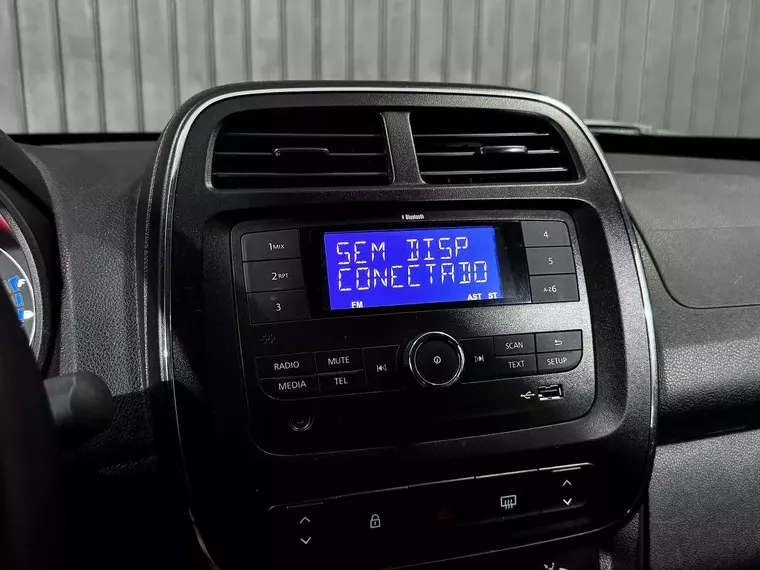 Bluetooth
1MIX
2RPT
3
SEM DISP
CONECTADO
FM
AST ST
4
5
A-Z6
RADIO
MUTE
MEDIA
TEL
SCAN
TEXT
SETUP